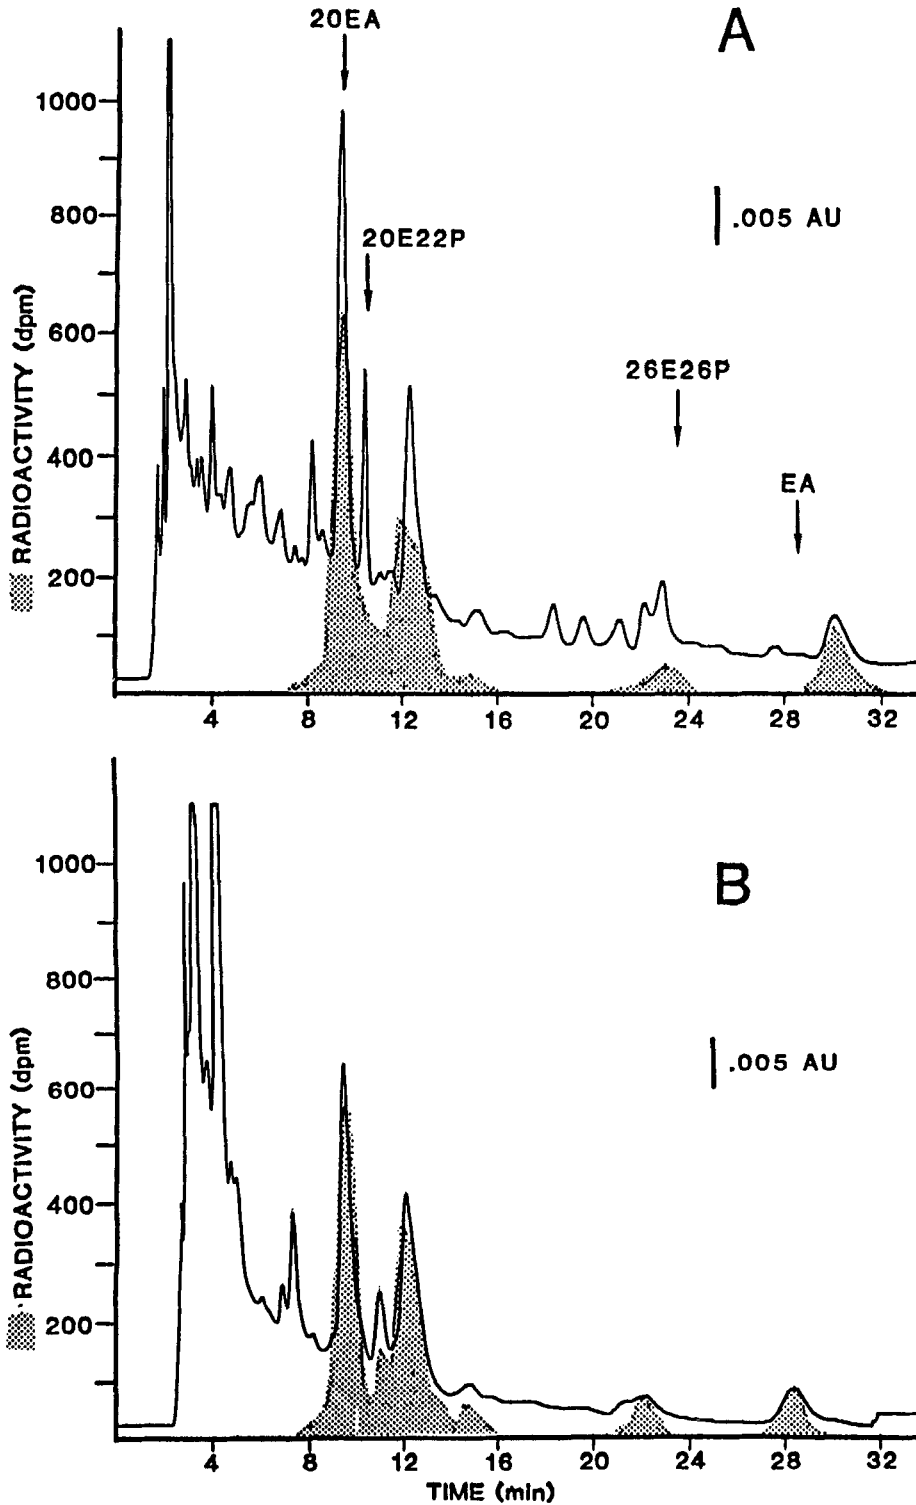 A
20EA
20E22P
26E26P
EA
.005 AU
RADIOACTIVITY (dpm)
1000
800
600
400
200
4 8 12 16 20 24 28 32
B
.005 AU
RADIOACTIVITY (dpm)
1000
800
600
400
200
4 8 12 16 20 24 28 32
TIME (min)